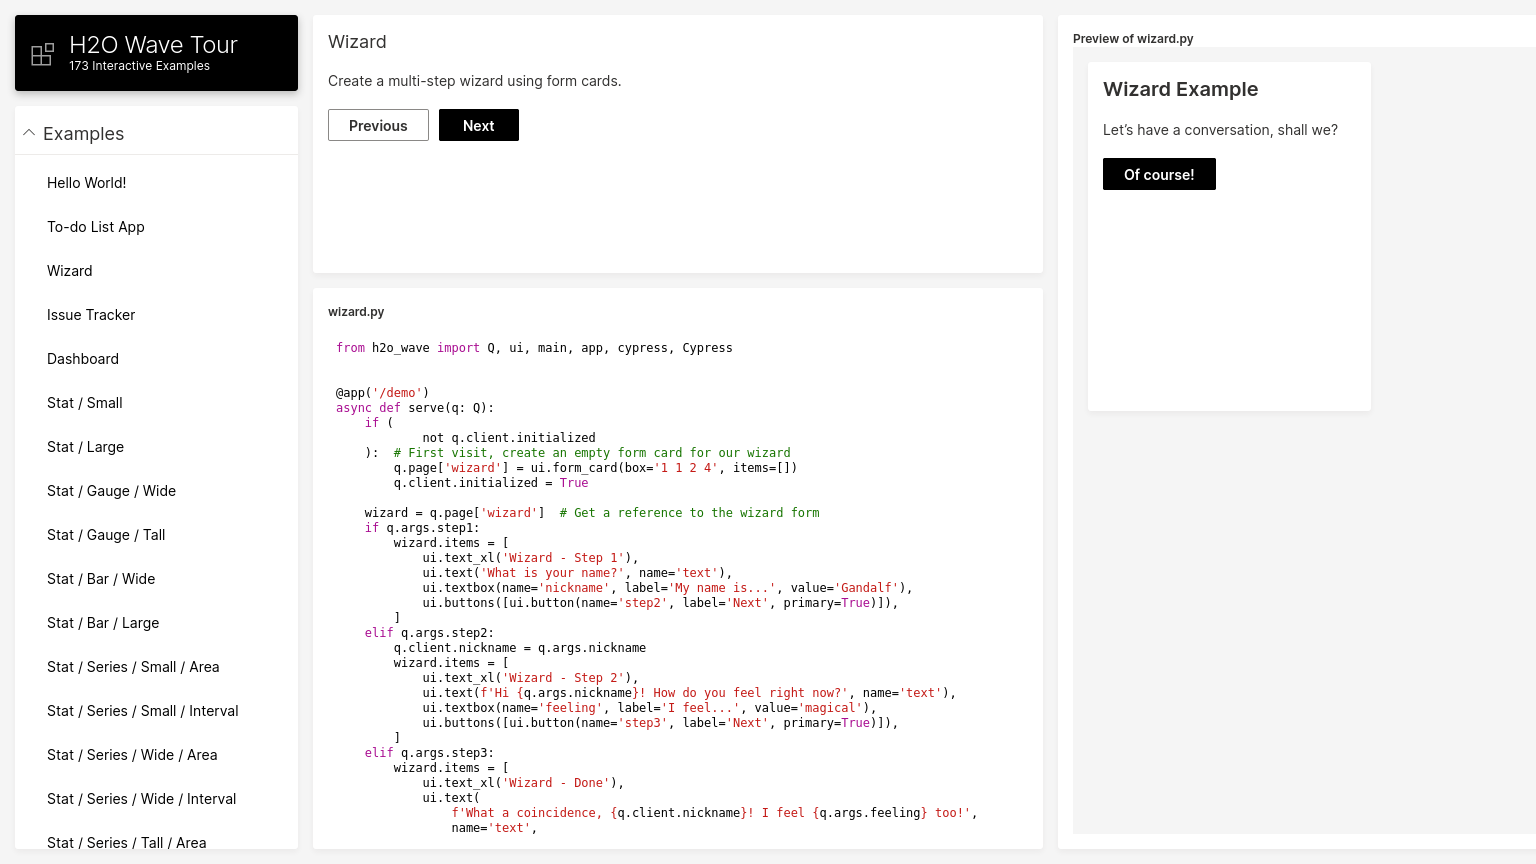 H2O Wave Tour
173 Interactive Examples
Examples
Hello World!
To-do List App
Wizard
Issue Tracker
Dashboard
Stat / Small
Stat / Large
Stat / Gauge / Wide
Stat / Gauge / Tall
Stat / Bar / Wide
Stat / Bar / Large
Stat / Series / Small / Area
Stat / Series / Small / Interval
Stat / Series / Wide / Area
Stat / Series / Wide / Interval
Stat / Series / Tall / Area
Wizard
Create a multi-step wizard using form cards.
Previous
Next
wizard.py
from h2o_wave import Q, ui, main, app, cypress, Cypress
@app('/demo')
async def serve(q: Q):
    if (
            not q.client.initialized
    ):  # First visit, create an empty form card for our wizard
        q.page['wizard'] = ui.form_card(box='1 1 2 4', items=[])
        q.client.initialized = True
    wizard = q.page['wizard']  # Get a reference to the wizard form
    if q.args.step1:
        wizard.items = [
            ui.text_xl('Wizard - Step 1'),
            ui.text('What is your name?', name='text'),
            ui.textbox(name='nickname', label='My name is...', value='Gandalf'),
            ui.buttons([ui.button(name='step2', label='Next', primary=True)]),
        ]
    elif q.args.step2:
        q.client.nickname = q.args.nickname
        wizard.items = [
            ui.text_xl('Wizard - Step 2'),
            ui.text(f'Hi {q.args.nickname}! How do you feel right now?', name='text'),
            ui.textbox(name='feeling', label='I feel...', value='magical'),
            ui.buttons([ui.button(name='step3', label='Next', primary=True)]),
        ]
    elif q.args.step3:
        wizard.items = [
            ui.text_xl('Wizard - Done'),
            ui.text(
                f'What a coincidence, {q.client.nickname}! I feel {q.args.feeling} too!',
                name='text',
Preview of wizard.py
Wizard Example
Let’s have a conversation, shall we?
Of course!